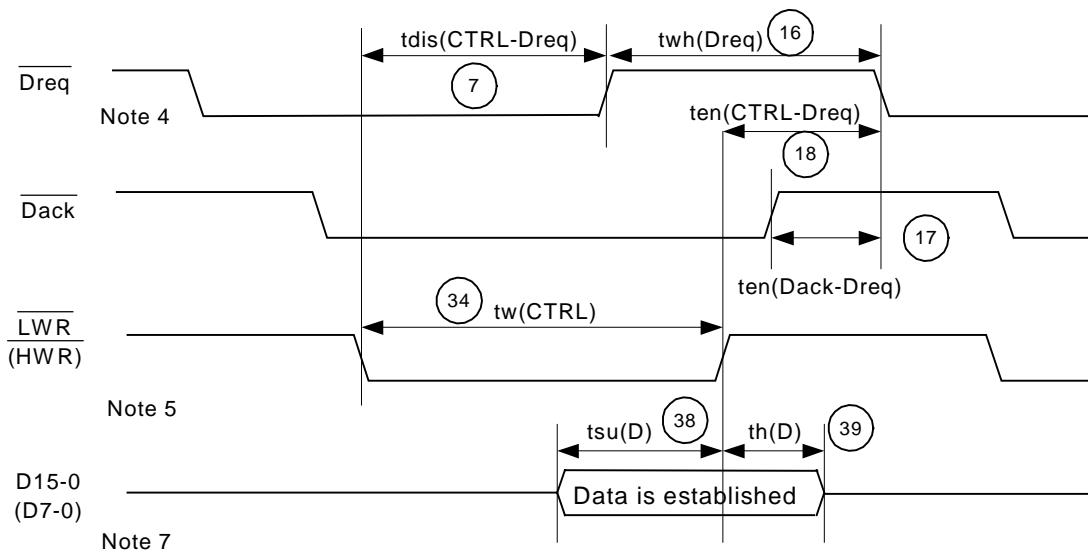 tdis(CTRL-Dreq) twh(Dreq) 16
Dreq
7
Note 4
ten(CTRL-Dreq)
18
Dack
17
ten(Dack-Dreq)
34
tw(CTRL)
LWR
(HWR)
Note 5
tsu(D) 38 th(D) 39
D15-0
(D7-0)
Data is established
Note 7